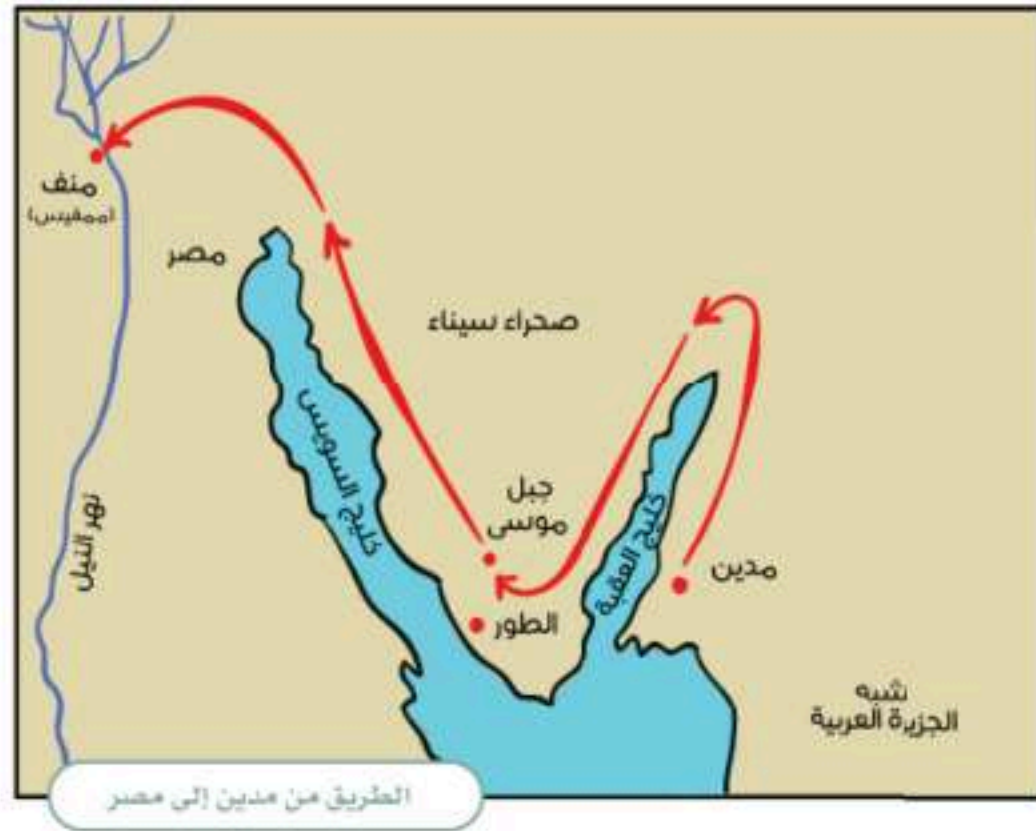 منف
(ممفيس)
مصر
صحراء سيناء
خليج السويس
جبل
موسى
خليج العقبة
مدين
نهر النيل
الطور
شبه
الجزيرة العربية
الطريق من مدين إلى مصر